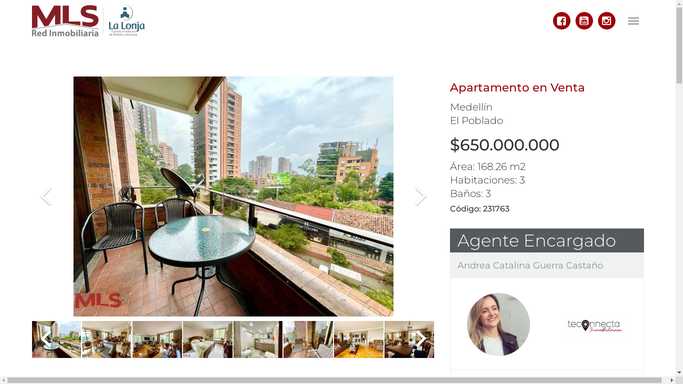 MLS
Red Inmobiliaria
La Lonja
Apartamento en Venta
Medellín
El Poblado
$650.000.000
Área: 168.26 m2
Habitaciones: 3
Baños: 3
Código: 231763
MLS
Agente Encargado
Andrea Catalina Guerra Castaño
teconnecta
Inmobiliaria